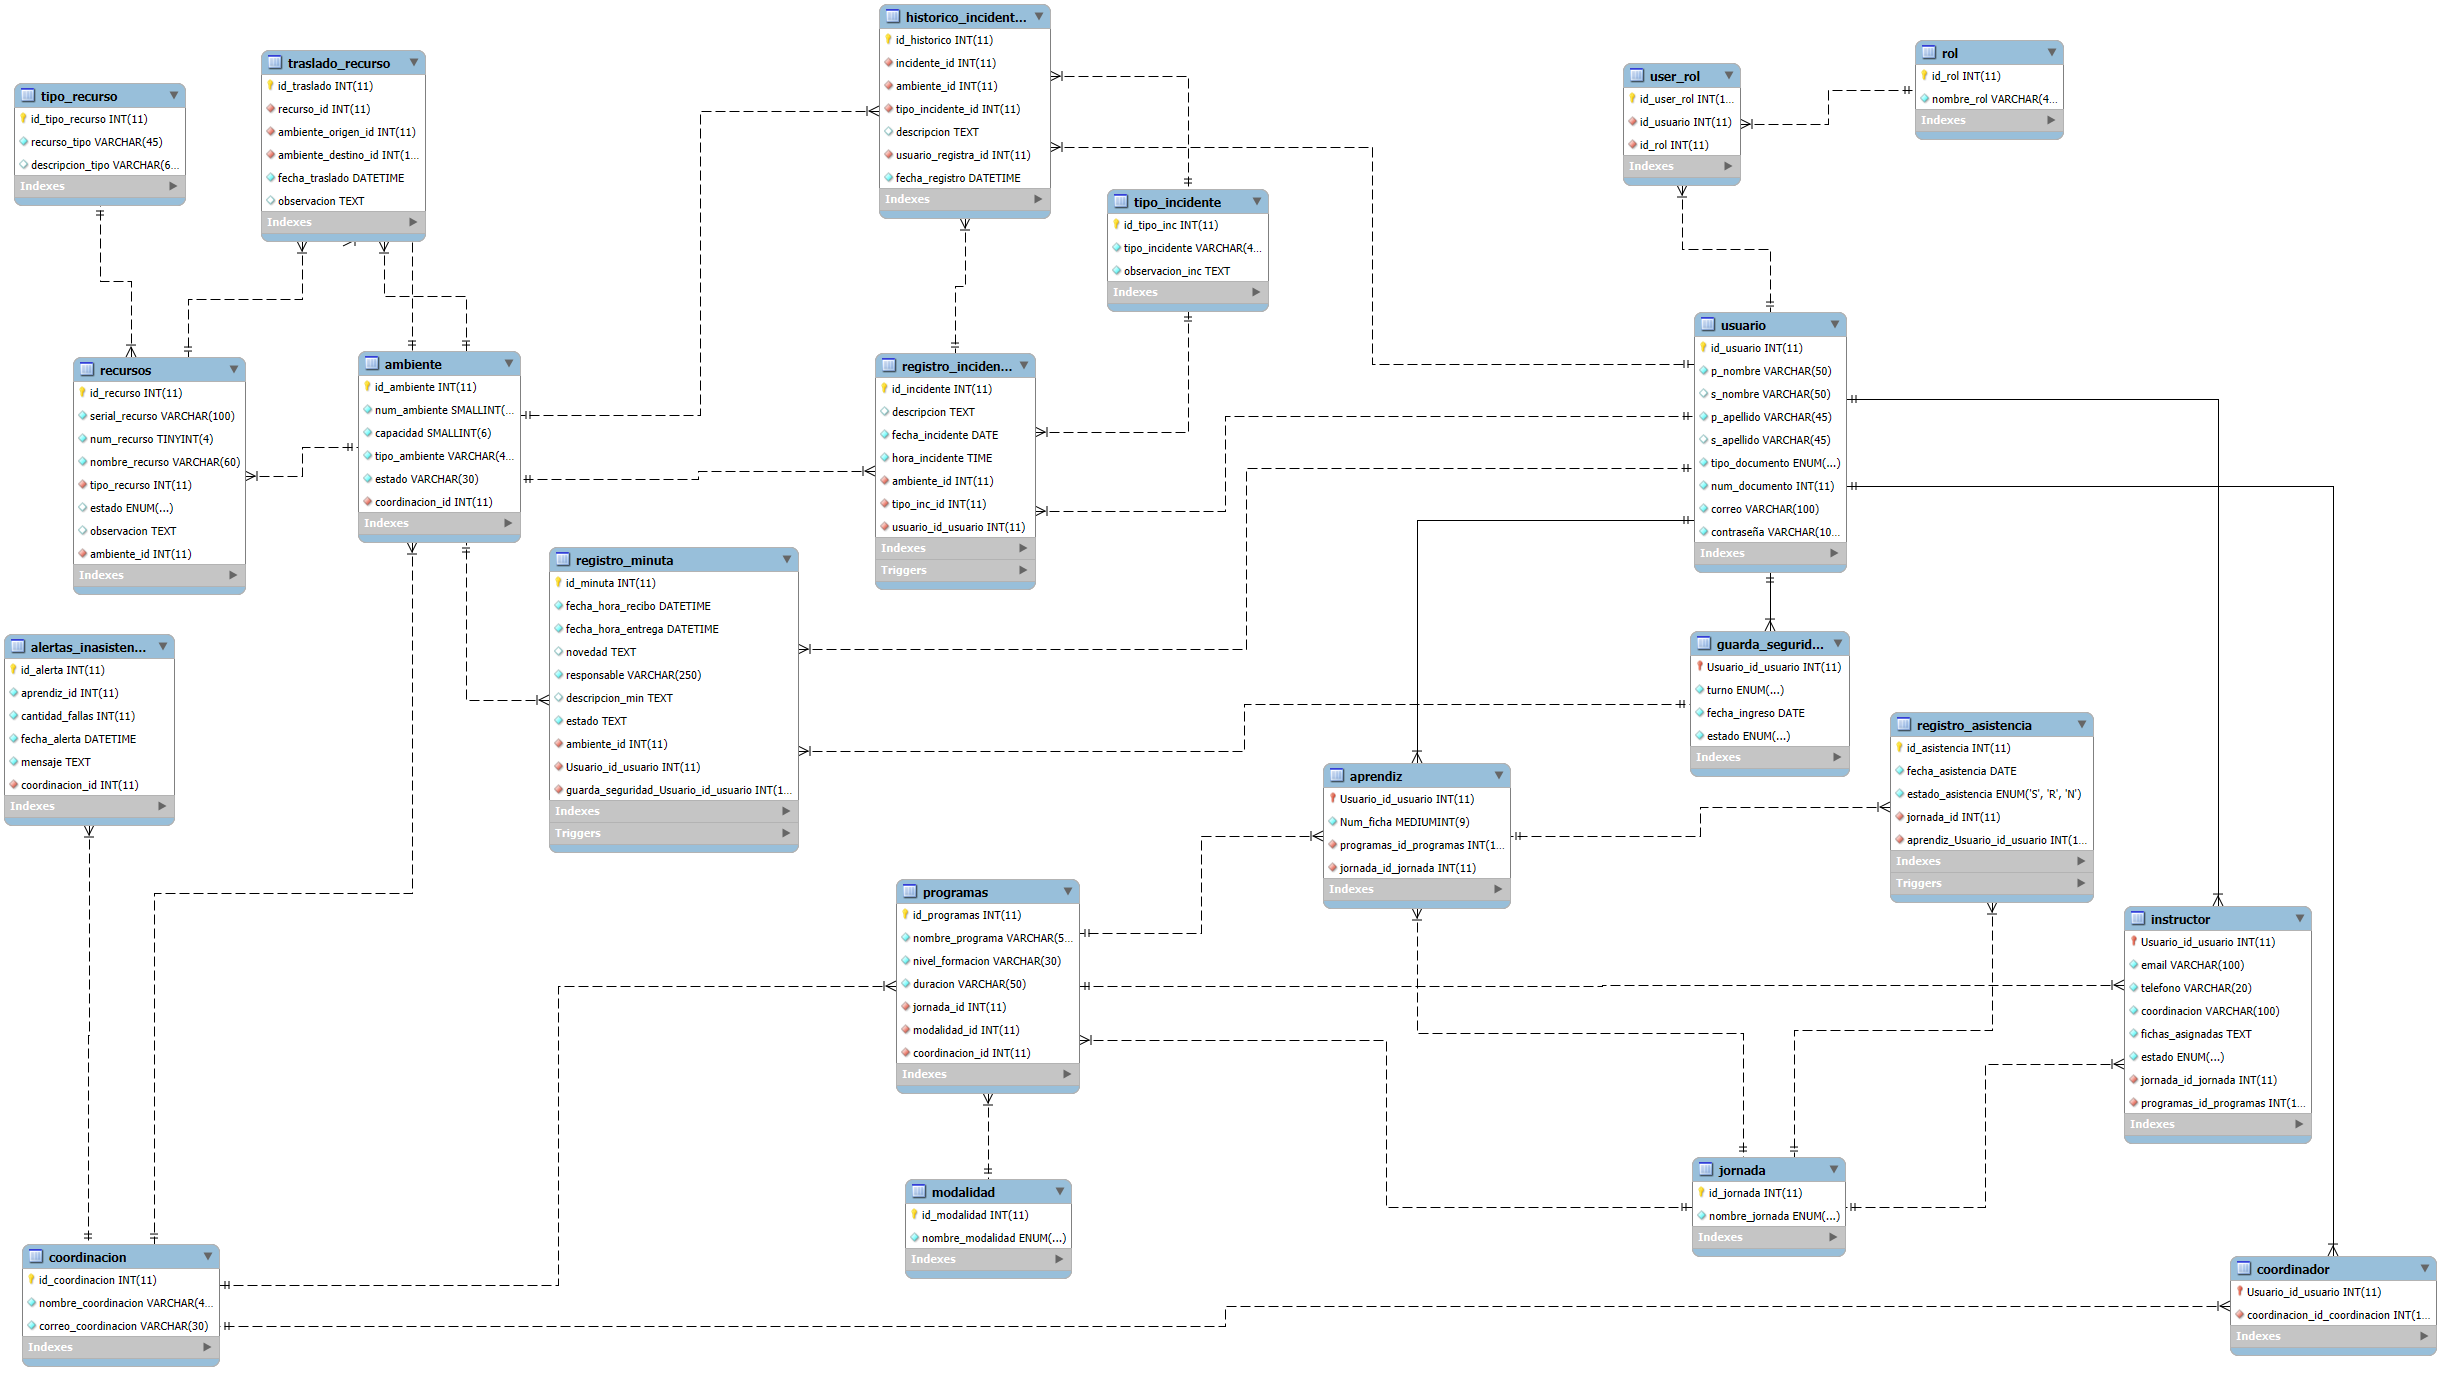 tipo_recurso
id_tipo_recurso INT(11)
recurso_tipo VARCHAR(45)
descripcion_tipo VARCHAR(6...
Indexes
traslado_recurso
id_traslado INT(11)
recurso_id INT(11)
ambiente_origen_id INT(11)
ambiente_destino_id INT(1...
fecha_traslado DATETIME
observacion TEXT
Indexes
historico_incident...
id_historico INT(11)
incidente_id INT(11)
ambiente_id INT(11)
tipo_incidente_id INT(11)
descripcion TEXT
usuario_registra_id INT(11)
fecha_registro DATETIME
Indexes
tipo_incidente
id_tipo_inc INT(11)
tipo_incidente VARCHAR(4...
observacion_inc TEXT
Indexes
user_rol
id_user_rol INT(1...
id_usuario INT(11)
id_rol INT(11)
Indexes
rol
id_rol INT(11)
nombre_rol VARCHAR(4...
Indexes
recursos
id_recurso INT(11)
serial_recurso VARCHAR(100)
num_recurso TINYINT(4)
nombre_recurso VARCHAR(60)
tipo_recurso INT(11)
estado ENUM(...)
observacion TEXT
ambiente_id INT(11)
Indexes
ambiente
id_ambiente INT(11)
num_ambiente SMALLINT(...
capacidad SMALLINT(6)
tipo_ambiente VARCHAR(4...
estado VARCHAR(30)
coordinacion_id INT(11)
Indexes
registro_inciden...
id_incidente INT(11)
descripcion TEXT
fecha_incidente DATE
hora_incidente TIME
ambiente_id INT(11)
tipo_inc_id INT(11)
usuario_id_usuario INT(11)
Indexes
Triggers
usuario
id_usuario INT(11)
p_nombre VARCHAR(50)
s_nombre VARCHAR(50)
p_apellido VARCHAR(45)
s_apellido VARCHAR(45)
tipo_documento ENUM(...)
num_documento INT(11)
correo VARCHAR(100)
contraseña VARCHAR(10...
Indexes
registro_minuta
id_minuta INT(11)
fecha_hora_recibo DATETIME
fecha_hora_entrega DATETIME
novedad TEXT
responsable VARCHAR(250)
descripcion_min TEXT
estado TEXT
ambiente_id INT(11)
Usuario_id_usuario INT(11)
guarda_seguridad_Usuario_id_usuario INT(1...
Indexes
Triggers
alertas_inasisten...
id_alerta INT(11)
aprendiz_id INT(11)
cantidad_fallas INT(11)
fecha_alerta DATETIME
mensaje TEXT
coordinacion_id INT(11)
Indexes
guarda_segurid...
Usuario_id_usuario INT(11)
turno ENUM(...)
fecha_ingreso DATE
estado ENUM(...)
Indexes
registro_asistencia
id_asistencia INT(11)
fecha_asistencia DATE
estado_asistencia ENUM('S', 'R', 'N')
jornada_id INT(11)
aprendiz_Usuario_id_usuario INT(1...
Indexes
Triggers
aprendiz
Usuario_id_usuario INT(11)
Num_ficha MEDIUMINT(9)
programas_id_programas INT(1...
jornada_id_jornada INT(11)
Indexes
programas
id_programas INT(11)
nombre_programa VARCHAR(5...
nivel_formacion VARCHAR(30)
duracion VARCHAR(50)
jornada_id INT(11)
modalidad_id INT(11)
coordinacion_id INT(11)
Indexes
instructor
Usuario_id_usuario INT(11)
email VARCHAR(100)
telefono VARCHAR(20)
coordinacion VARCHAR(100)
fichas_asignadas TEXT
estado ENUM(...)
jornada_id_jornada INT(11)
programas_id_programas INT(1...
Indexes
modalidad
id_modalidad INT(11)
nombre_modalidad ENUM(...)
Indexes
jornada
id_jornada INT(11)
nombre_jornada ENUM(...)
Indexes
coordinacion
id_coordinacion INT(11)
nombre_coordinacion VARCHAR(4...
correo_coordinacion VARCHAR(30)
Indexes
coordinador
Usuario_id_usuario INT(11)
coordinacion_id_coordinacion INT(1...
Indexes